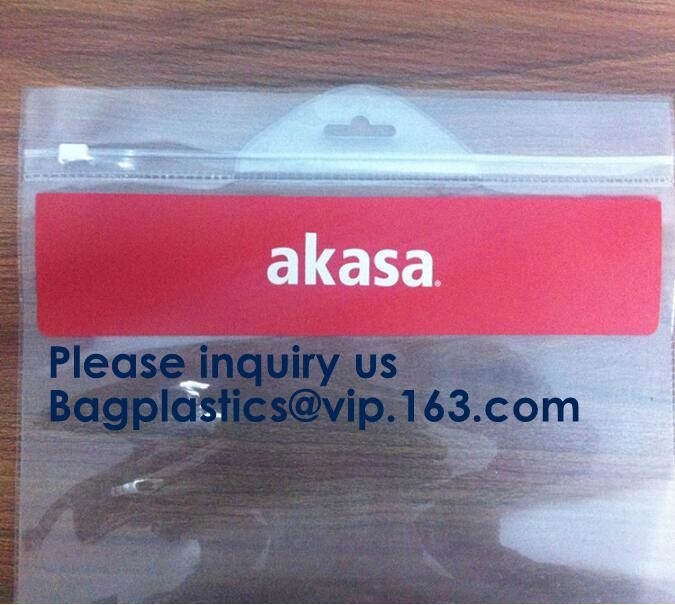 akasa®
Please inquiry us
Bagplastics@vip.163.com